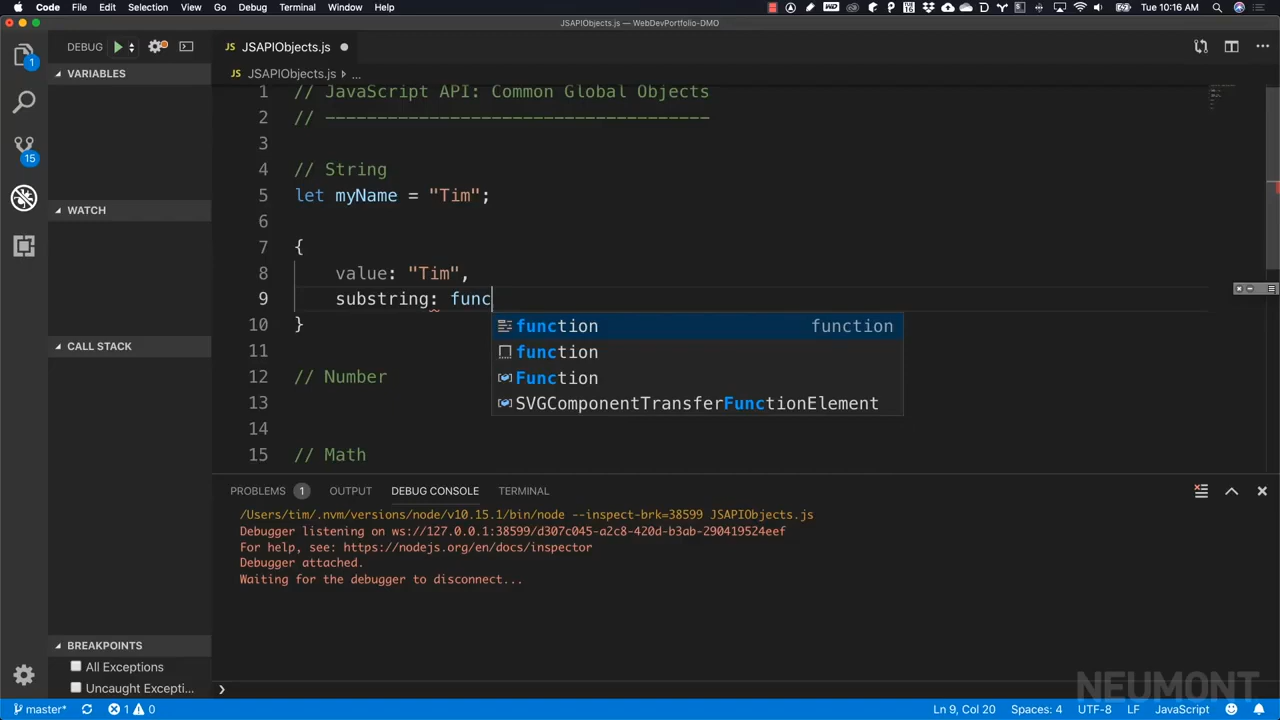 Code File Edit Selection View Go Debug Terminal Window Help Tue 10:16 AM
JSAPIObjects.js — WebDevPortfolio-DMO
DEBUG
JS JSAPIObjects.js
JS JSAPIObjects.js ...
1
15
VARIABLES
WATCH
CALL STACK
BREAKPOINTS
All Exceptions
Uncaught Excepti...
1 // JavaScript API: Common Global Objects
2 // -------------------------------------
3
4 // String
5 let myName = "Tim";
6
7 {
8 value: "Tim",
9 substring: func
10 }
11
12 // Number
13
14
15 // Math
function function
function
Function
SVGComponentTransferFunctionElement
PROBLEMS 1 OUTPUT DEBUG CONSOLE TERMINAL
/Users/tim/.nvm/versions/node/v10.15.1/bin/node --inspect-brk=38599 JSAPIObjects.js
Debugger listening on ws://127.0.0.1:38599/d307c045-a2c8-420d-b3ab-290419524eef
For help, see: https://nodejs.org/en/docs/inspector
Debugger attached.
Waiting for the debugger to disconnect...
NEUMONT
master* 1 0 Ln 9, Col 20 Spaces: 4 UTF-8 LF JavaScript